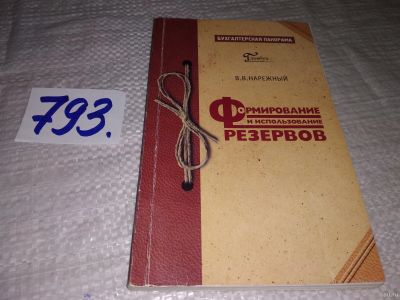 793.
БУХГАЛТЕРСКАЯ ПАНОРАМА
В.В.НАРЕЖНЫЙ
ФОРМИРОВАНИЕ
И ИСПОЛЬЗОВАНИЕ
РЕЗЕРВОВ